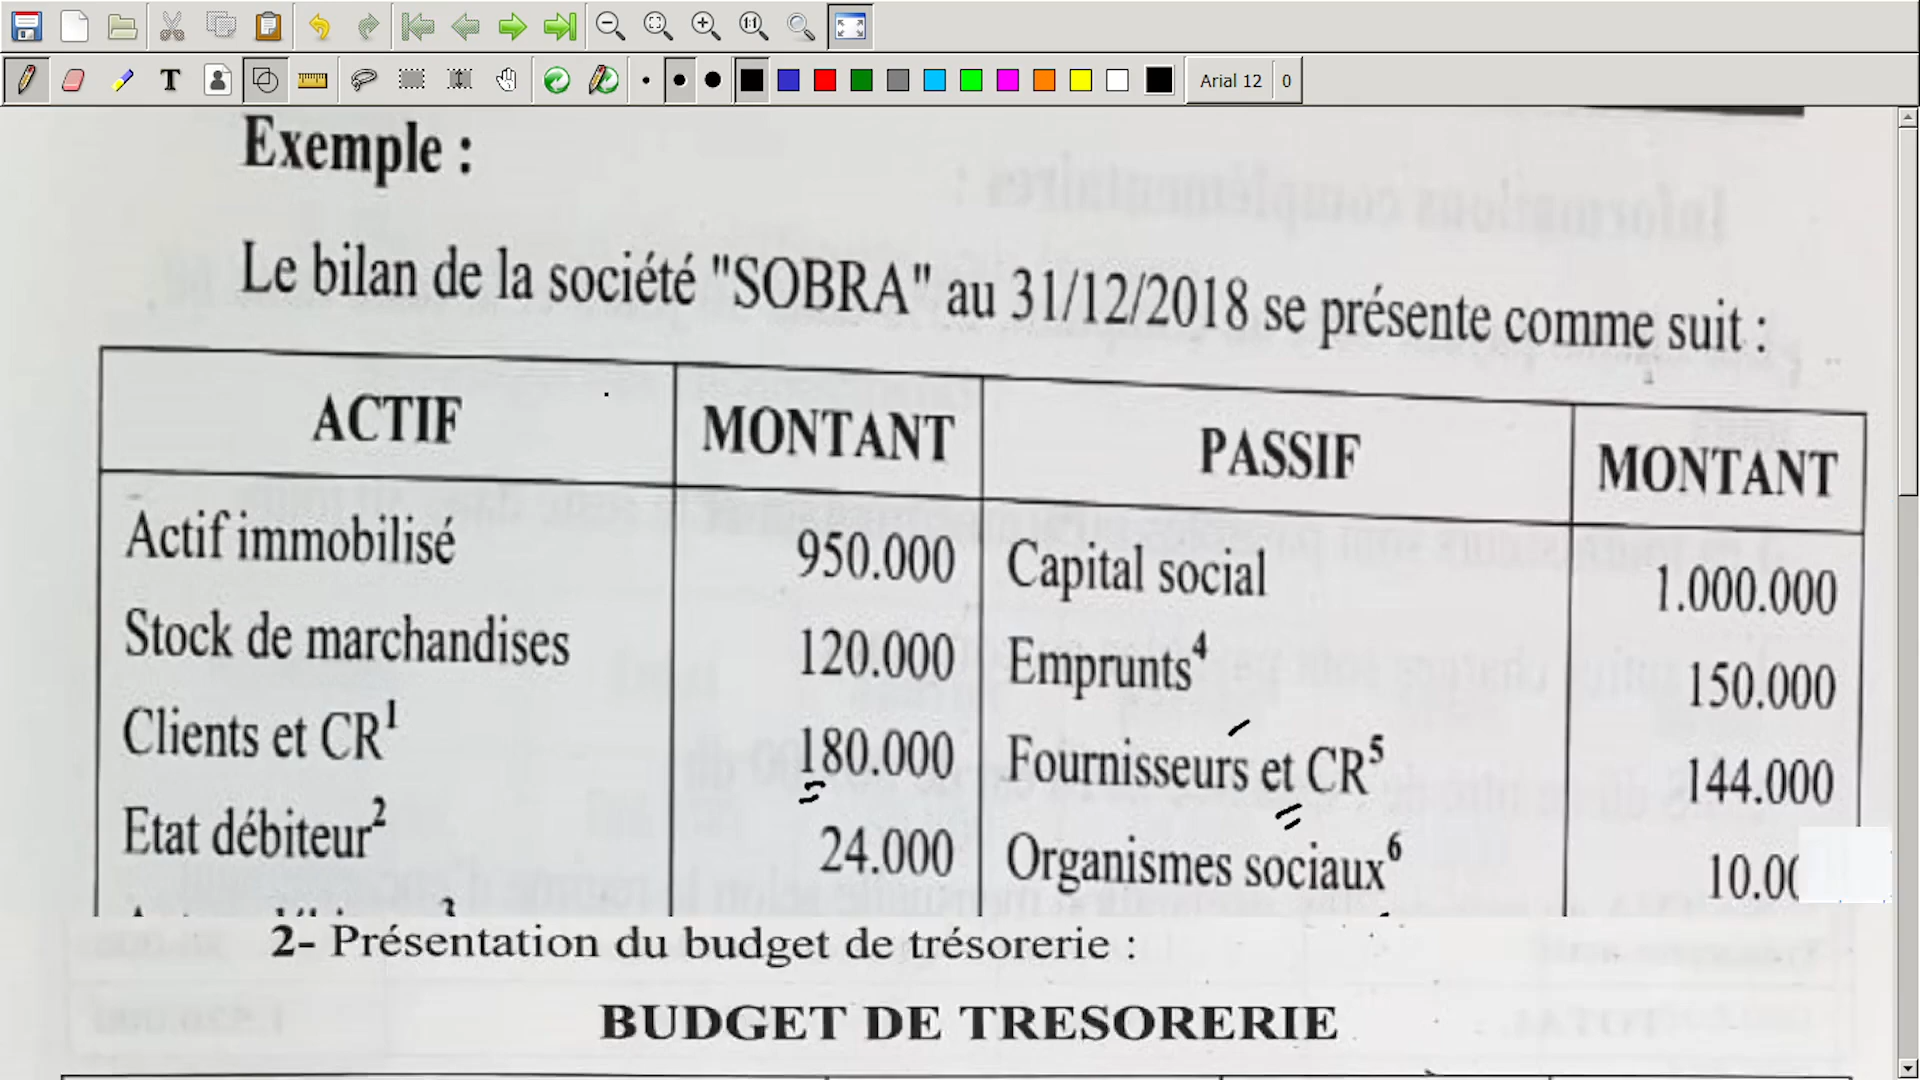 T
Arial 12 0
Exemple :
Le bilan de la société "SOBRA" au 31/12/2018 se présente comme suit :
ACTIF MONTANT PASSIF MONTANT
Actif immobilisé 950.000 Capital social 1.000.000
Stock de marchandises 120.000 Emprunts⁴ 150.000
Clients et CR¹ 180.000 Fournisseurs et CR⁵ 144.000
Etat débiteur² 24.000 Organismes sociaux⁶ 10.00
2- Présentation du budget de trésorerie :
BUDGET DE TRESORERIE